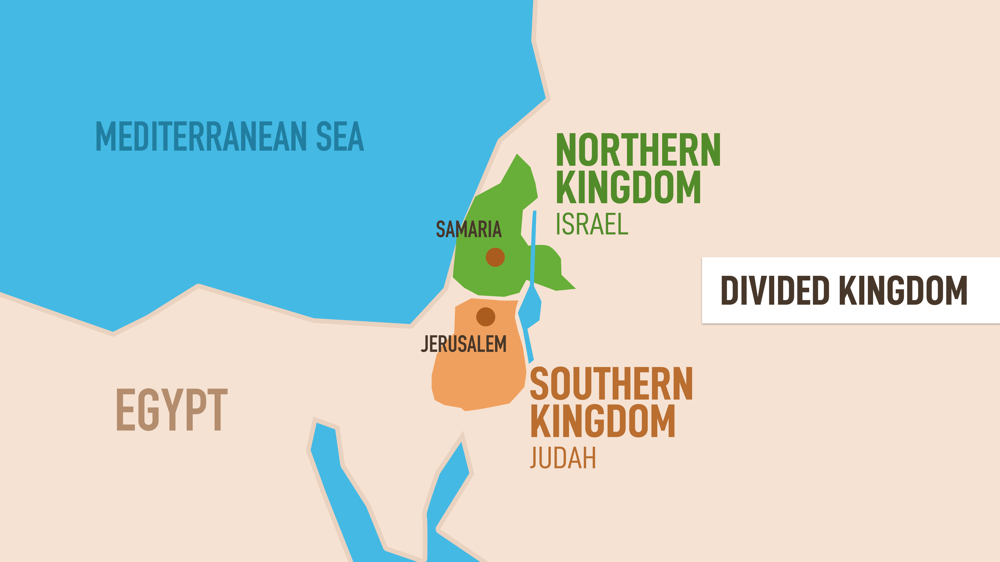 MEDITERRANEAN SEA
NORTHERN
KINGDOM
ISRAEL
SAMARIA
DIVIDED KINGDOM
JERUSALEM
SOUTHERN
KINGDOM
JUDAH
EGYPT